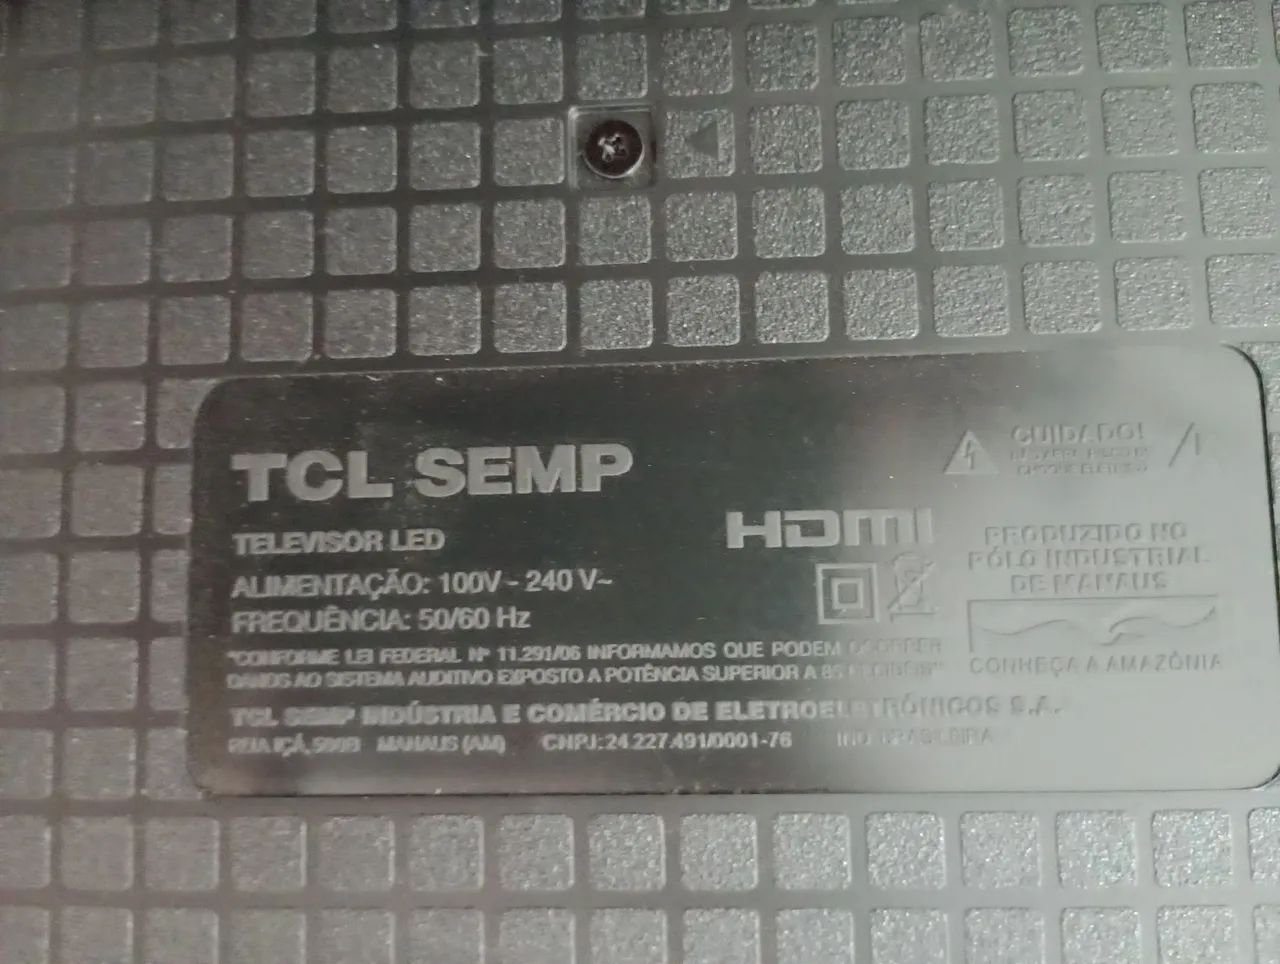 TCL SEMP
TELEVISOR LED
ALIMENTAÇÃO: 100V - 240 V~
FREQUÊNCIA: 50/60 Hz
"CONFORME LEI FEDERAL Nº 11.291/06 INFORMAMOS QUE PODEM OCORRER
DANOS AO SISTEMA AUDITIVO EXPOSTO A POTÊNCIA SUPERIOR A 85 DECIBEIS"
TCL SEMP INDÚSTRIA E COMÉRCIO DE ELETROELETRÔNICOS S.A.
RUA IÇÁ, MANAUS (AM) CNPJ: 24.227.491/0001-76 IND. BRASILEIRA
HDMI
CUIDADO!
CHOQUE ELÉTRICO
PRODUZIDO NO
PÓLO INDUSTRIAL
DE MANAUS
CONHEÇA A AMAZÔNIA